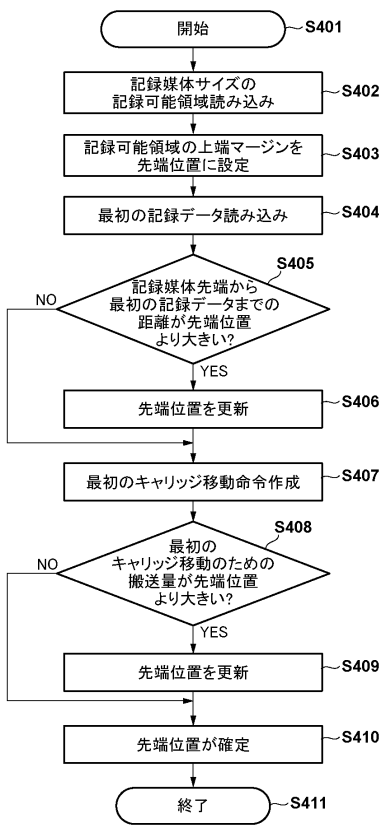 開始
S401
記録媒体サイズの
記録可能領域読み込み
S402
記録可能領域の上端マージンを
先端位置に設定
S403
最初の記録データ読み込み
S404
S405
記録媒体先端から
最初の記録データまでの
距離が先端位置
より大きい?
NO
YES
先端位置を更新
S406
最初のキャリッジ移動命令作成
S407
S408
最初の
キャリッジ移動のための
搬送量が先端位置
より大きい?
NO
YES
先端位置を更新
S409
先端位置が確定
S410
終了
S411